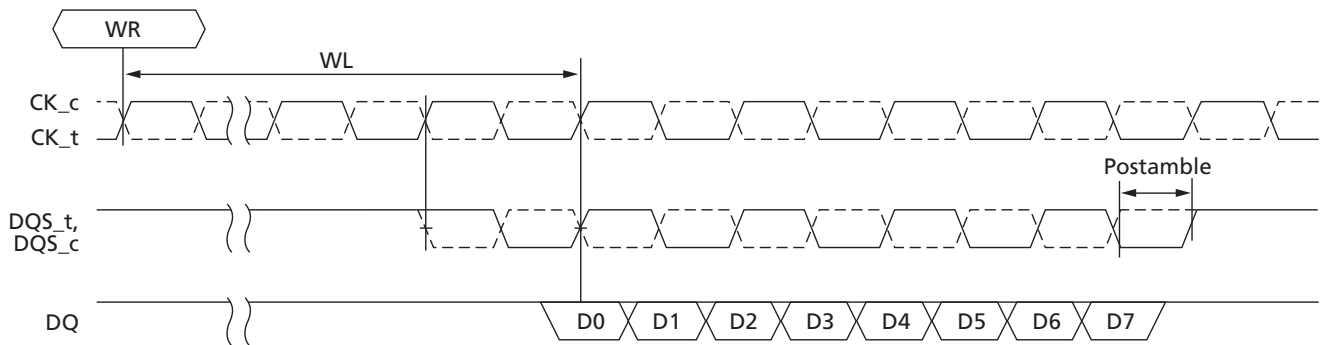 WR
WL
CK_c
CK_t
Postamble
DQS_t,
DQS_c
DQ
D0 D1 D2 D3 D4 D5 D6 D7